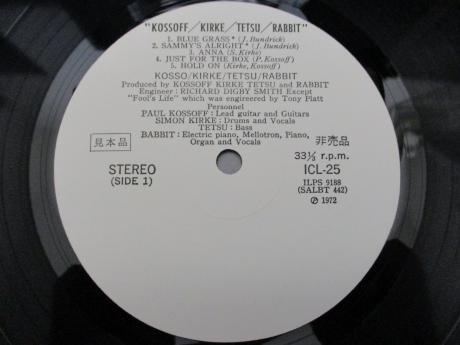 "KOSSOFF/KIRKE/TETSU/RABBIT"
1. BLUE GRASS * (J. Bundrick)
2. SAMMY'S ALRIGHT * (J. Bundrick)
3. ANNA (S. Kirke)
4. JUST FOR THE BOX (P. Kossoff)
5. HOLD ON (Kirke, Kossoff)
KOSSO/KIRKE/TETSU/RABBIT
Produced by KOSSOFF KIRKE TETSU and RABBIT
Engineer : RICHARD DIGBY SMITH Except
"Fool's Life" which was engireered by Tony Platt
Personnel
PAUL KOSSOFF : Lead guitar and Guitars
SIMON KIRKE : Drums and Vocals
TETSU : Bass
BABBIT : Electric piano, Mellotron, Piano,
Organ and Vocals
見本品
非売品
STEREO
(SIDE 1)
33⅓ r.p.m.
ICL-25
ILPS 9188
(SALBT 442)
℗ 1972